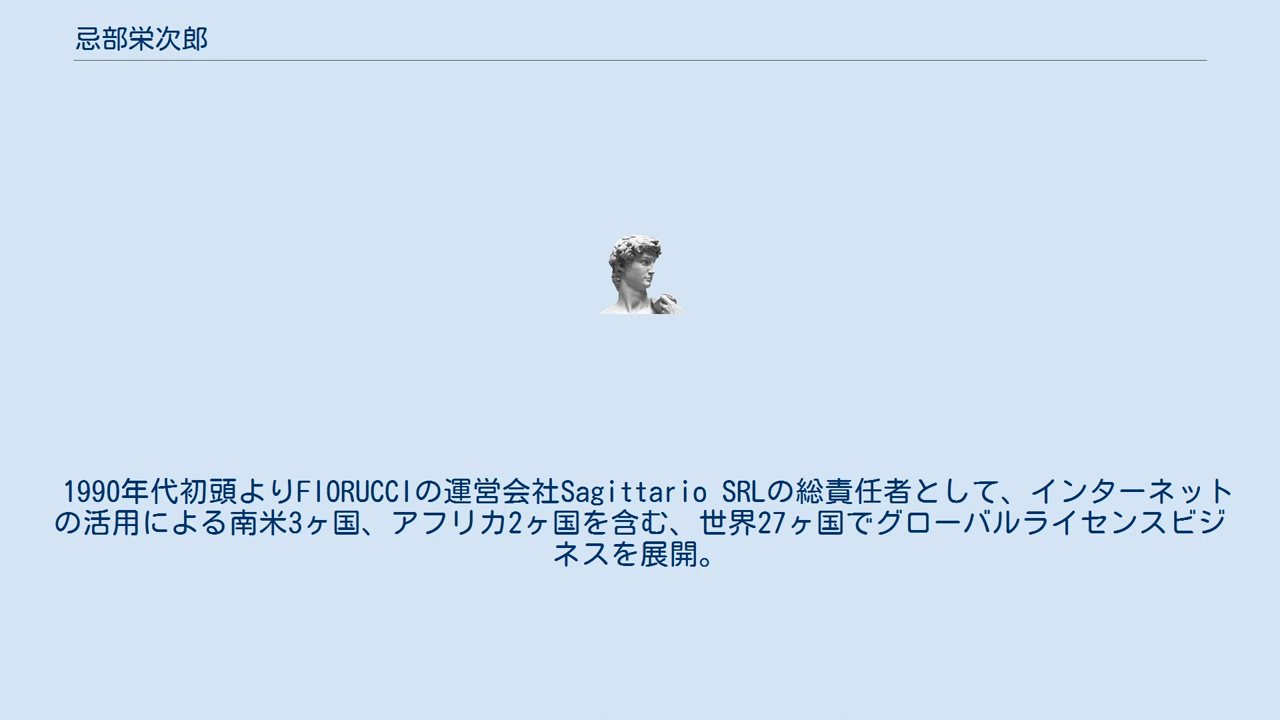 忌部栄次郎
1990年代初頭よりFIORUCCIの運営会社Sagittario SRLの総責任者として、インターネット
の活用による南米3ヶ国、アフリカ2ヶ国を含む、世界27ヶ国でグローバルライセンスビジ
ネスを展開。